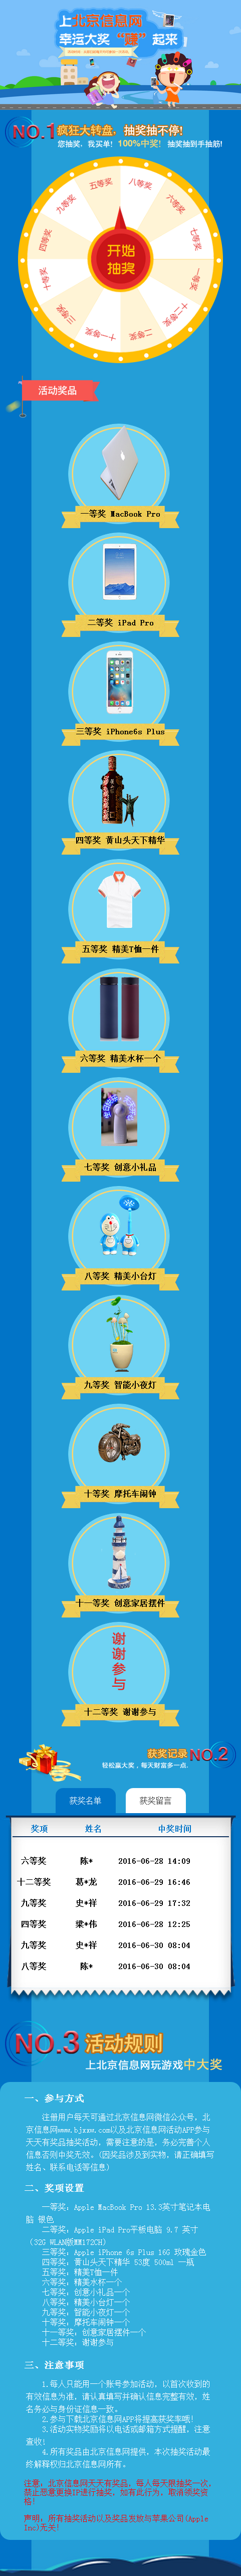 上北京信息网
幸运大奖“爆”起来
NO.1 疯狂大转盘，抽奖抽不停!
您抽奖，我买单！100%中奖！抽奖抽到手抽筋!
五等奖
八等奖
六等奖
七等奖
一等奖
十二等奖
二等奖
十一等奖
三等奖
十等奖
四等奖
九等奖
开始
抽奖
活动奖品
一等奖 MacBook Pro
二等奖 iPad Pro
三等奖 iPhone6s Plus
四等奖 黄山头天下精华
五等奖 精美T恤一件
六等奖 精美水杯一个
七等奖 创意小礼品
八等奖 精美小台灯
九等奖 智能小夜灯
十等奖 摩托车闹钟
十一等奖 创意家居摆件
谢谢参与
十二等奖 谢谢参与
获奖记录 NO.2
轻松赢大奖，每天财富多一点.
获奖名单 获奖留言
奖项 姓名 中奖时间
六等奖 陈* 2016-06-28 14:09
十二等奖 葛*龙 2016-06-29 16:46
九等奖 史*祥 2016-06-29 17:32
四等奖 梁*伟 2016-06-28 12:25
九等奖 史*祥 2016-06-30 08:04
八等奖 陈* 2016-06-30 08:04
NO.3 活动规则
上北京信息网玩游戏中大奖
一、参与方式
注册用户每天可通过北京信息网微信公众号，北
京信息网www.bjxxw.com以及北京信息网活动APP参与
天天有奖品抽奖活动，需要注意的是，务必完善个人
信息否则中奖无效。(因奖品涉及到实物，请正确填写
姓名、联系电话等信息)
二、奖项设置
一等奖：Apple MacBook Pro 13.3英寸笔记本电
脑 银色
二等奖：Apple iPad Pro平板电脑 9.7 英寸
（32G WLAN版MM172CH）
三等奖：Apple iPhone 6s Plus 16G 玫瑰金色
四等奖，黄山头天下精华 53度 500ml 一瓶
五等奖，精美T恤一件
六等奖，精美水杯一个
七等奖，创意小礼品一个
八等奖，精美小台灯一个
九等奖，智能小夜灯一个
十等奖，摩托车闹钟一个
十一等奖，创意家居摆件一个
十二等奖，谢谢参与
三、注意事项
1.每人只能用一个账号参加活动，以首次收到的
有效信息为准，请认真填写并确认信息完整有效，姓
名务必与身份证信息一致。
2.参与下载北京信息网APP将提高获奖率哦!
3.活动实物奖励将以电话或邮箱方式提醒，注意
查收!
4.所有奖品由北京信息网提供，本次抽奖活动最
终解释权归北京信息网所有。
注意，北京信息网天天有奖品，每人每天限抽奖一次，
禁止恶意更换IP进行抽奖，如有此行为，取消领奖资
格!
声明，所有抽奖活动以及奖品发放与苹果公司(Apple
Inc)无关!